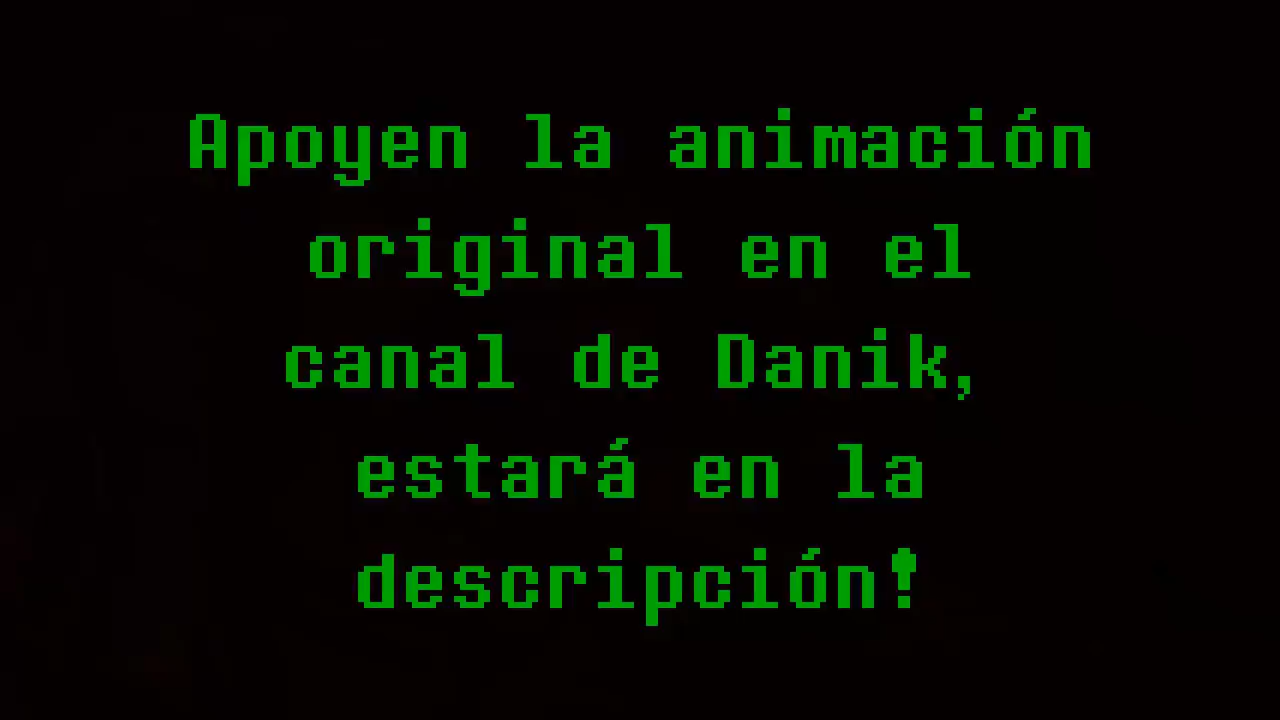 Apoyen la animación
original en el
canal de Danik,
estará en la
descripción!